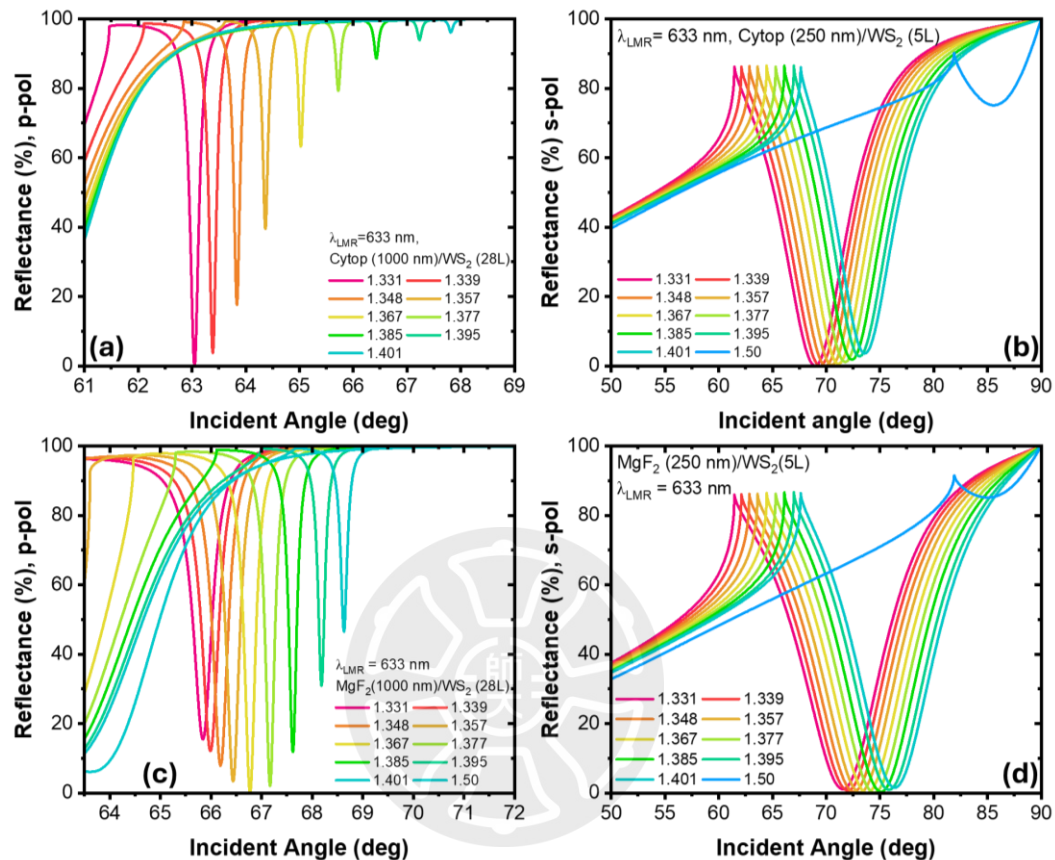 100
80
60
40
20
0
Reflectance (%), p-pol
λLMR=633 nm,
Cytop (1000 nm)/WS2 (28L)
1.331 1.339
1.348 1.357
1.367 1.377
1.385 1.395
1.401
(a)
61 62 63 64 65 66 67 68 69
Incident Angle (deg)
100
80
60
40
20
0
Reflectance (%) s-pol
λLMR= 633 nm, Cytop (250 nm)/WS2 (5L)
1.331 1.339
1.348 1.357
1.367 1.377
1.385 1.395
1.401 1.50
(b)
50 55 60 65 70 75 80 85 90
Incident angle (deg)
100
80
60
40
20
0
Reflectance (%), p-pol
λLMR = 633 nm
MgF2(1000 nm)/WS2 (28L)
1.331 1.339
1.348 1.357
1.367 1.377
1.385 1.395
1.401 1.50
(c)
64 65 66 67 68 69 70 71 72
Incident Angle (deg)
100
80
60
40
20
0
Reflectance (%), s-pol
MgF2 (250 nm)/WS2(5L)
λLMR = 633 nm
1.331 1.339
1.348 1.357
1.367 1.377
1.385 1.395
1.401 1.50
(d)
50 55 60 65 70 75 80 85 90
Incident Angle (deg)